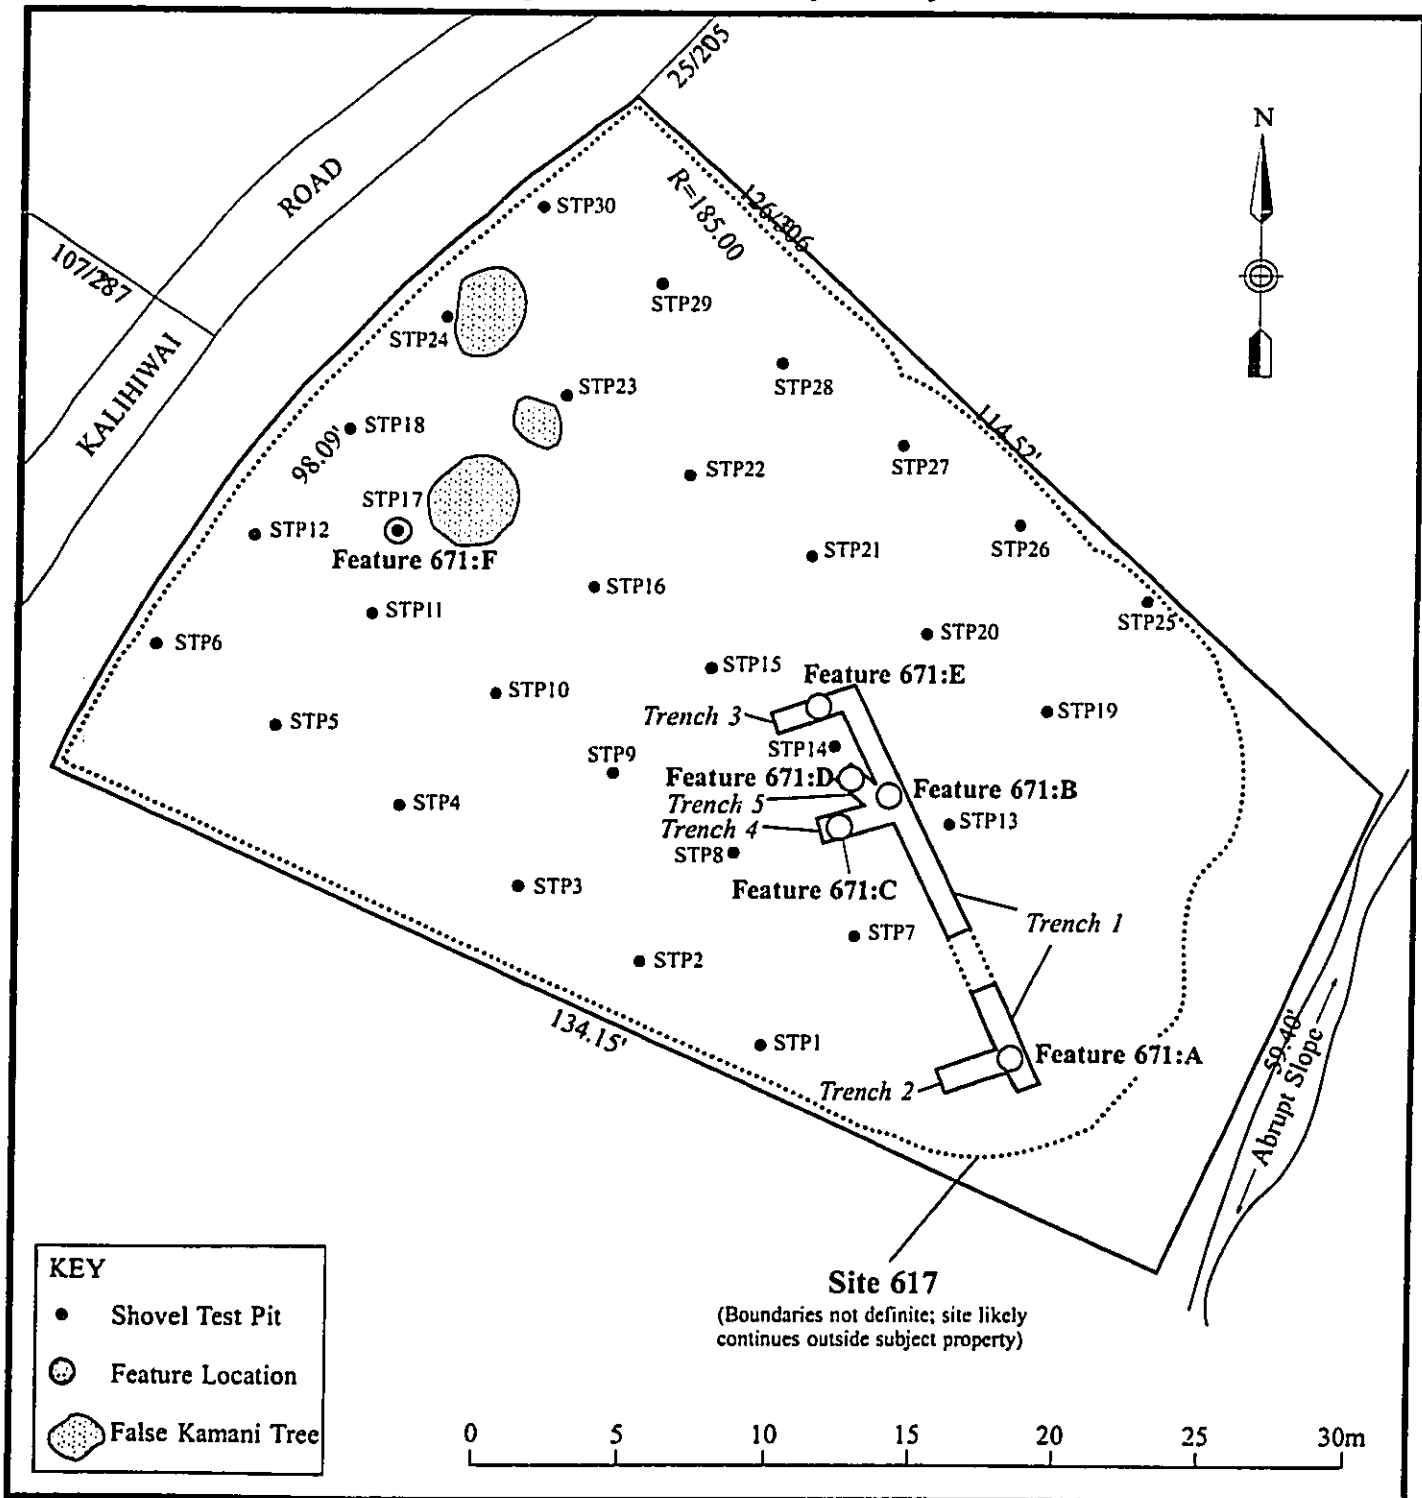 25/205
N
ROAD
R=185.00
126/306
STP30
107/287
STP29
KALIHIWAI
STP24
STP28
STP23
114.52'
98.09'
STP18
STP27
STP22
STP17
STP12
STP26
Feature 671:F
STP21
STP16
STP11
STP25
STP6
STP20
STP15
Feature 671:E
STP10
Trench 3
STP19
STP5
STP14
STP9
Feature 671:D
Feature 671:B
Trench 5
STP4
Trench 4
STP13
STP8
STP3
Feature 671:C
Trench 1
STP7
STP2
134.15'
STP1
59.40'
Feature 671:A
Abrupt Slope
Trench 2
Site 617
(Boundaries not definite; site likely
continues outside subject property)
KEY
Shovel Test Pit
Feature Location
False Kamani Tree
0 5 10 15 20 25 30m